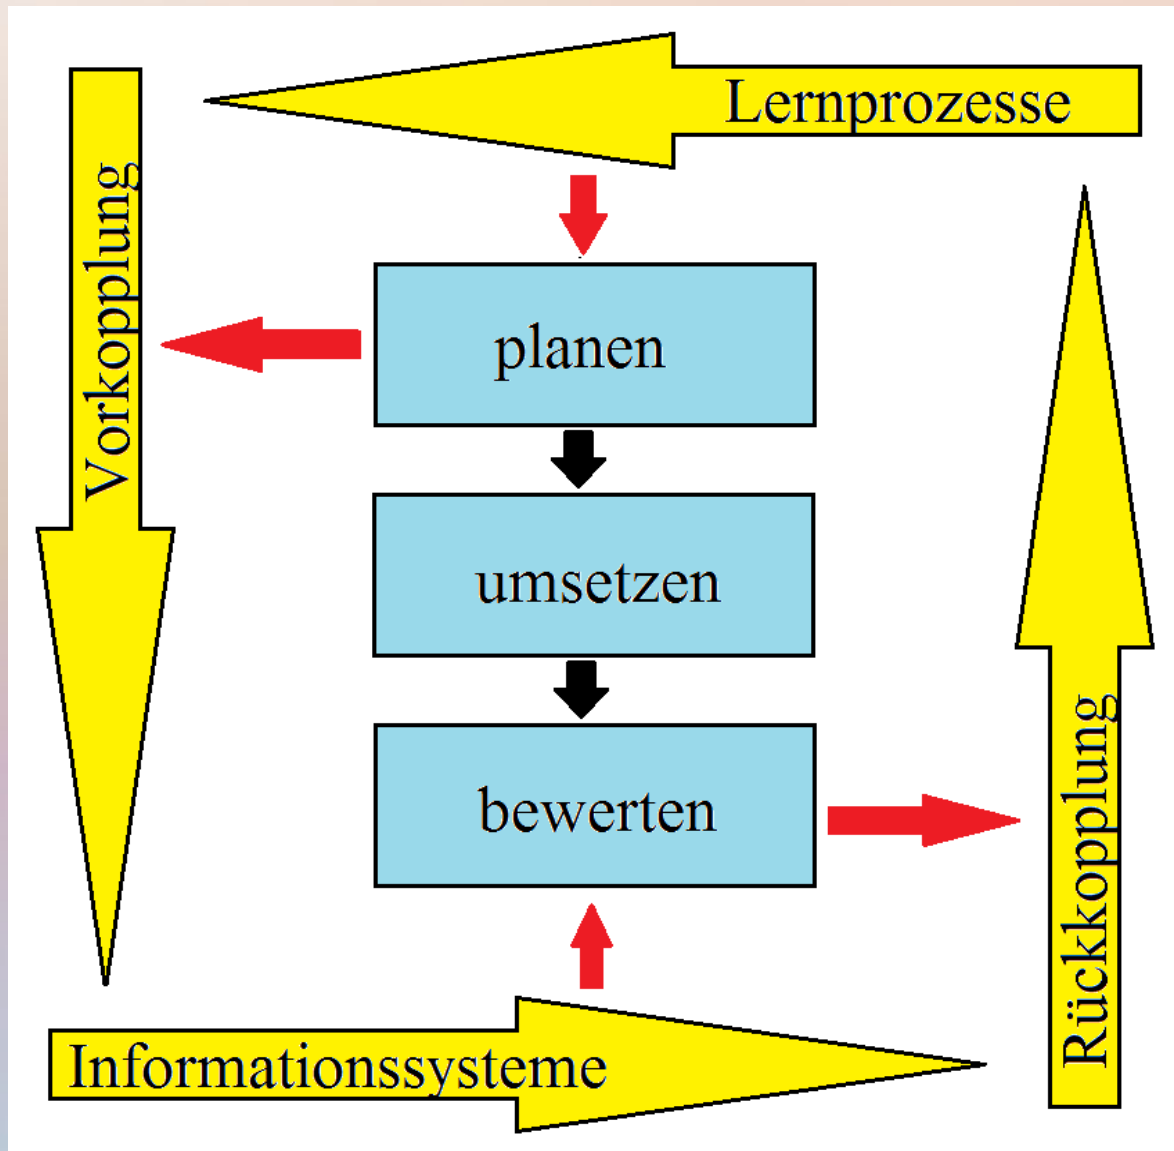 Lernprozesse
Vorkopplung
planen
umsetzen
bewerten
Rückkopplung
Informationssysteme